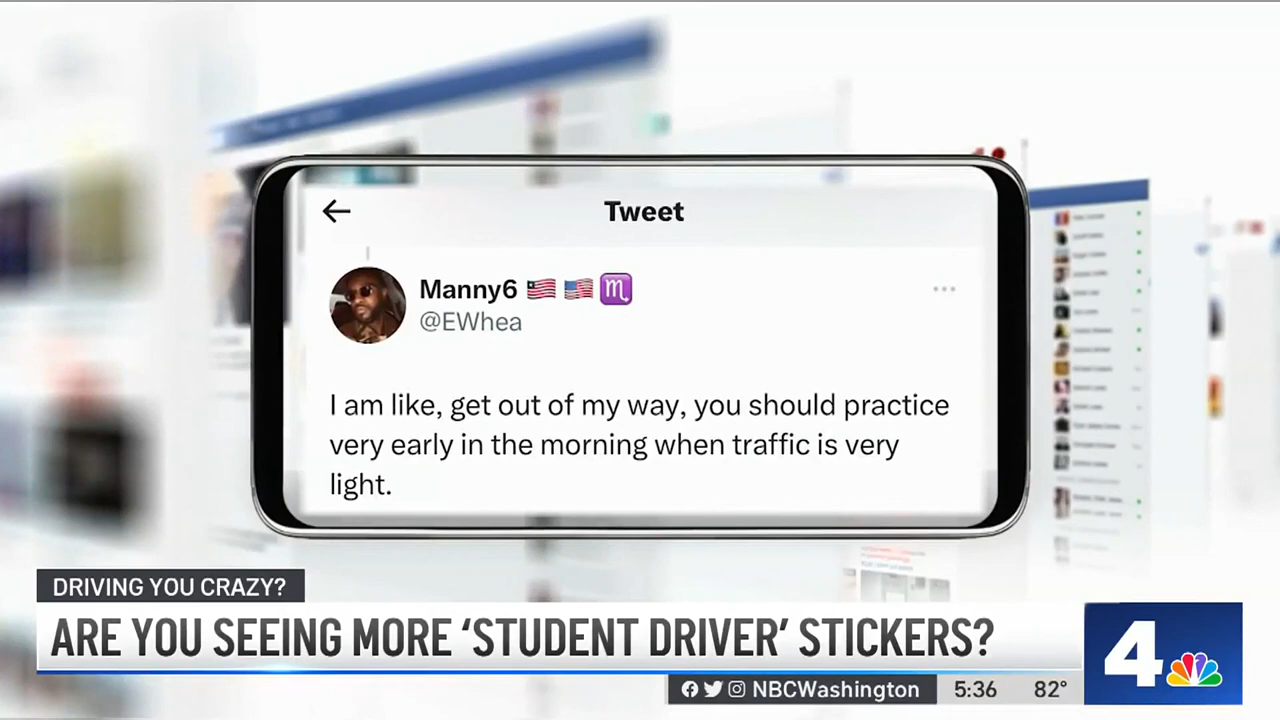 Tweet
Manny6 🇱🇷 🇺🇸 ♏
@EWhea
I am like, get out of my way, you should practice
very early in the morning when traffic is very
light.
DRIVING YOU CRAZY?
ARE YOU SEEING MORE ‘STUDENT DRIVER’ STICKERS?
4
NBCWashington 5:36 82°